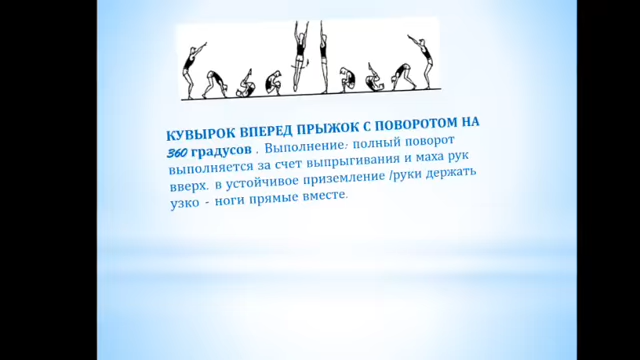 КУВЫРОК ВПЕРЕД ПРЫЖОК С ПОВОРОТОМ НА
360 градусов . Выполнение: полный поворот
выполняется за счет выпрыгивания и маха рук
вверх. в устойчивое приземление /руки держать
узко - ноги прямые вместе.